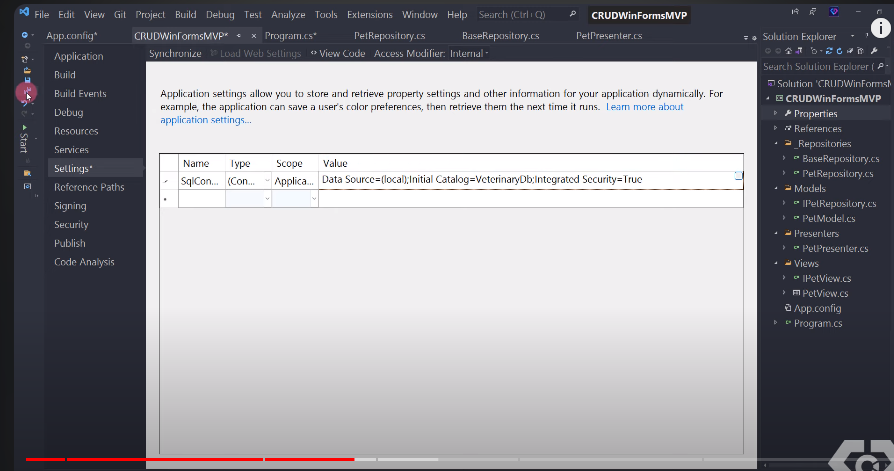 File Edit View Git Project Build Debug Test Analyze Tools Extensions Window Help Search (Ctrl+Q) CRUDWinFormsMVP
App.config* CRUDWinFormsMVP* Program.cs* PetRepository.cs BaseRepository.cs PetPresenter.cs
Solution Explorer
Synchronize Load Web Settings View Code Access Modifier: Internal
Search Solution Explorer (
Application
Build
Build Events
Debug
Resources
Services
Settings*
Reference Paths
Signing
Security
Publish
Code Analysis
Start
Application settings allow you to store and retrieve property settings and other information for your application dynamically. For
example, the application can save a user's color preferences, then retrieve them the next time it runs. Learn more about
application settings...
Name Type Scope Value
SqlCon... (Con... Applica... Data Source=(local);Initial Catalog=VeterinaryDb;Integrated Security=True
Solution 'CRUDWinFormsM
CRUDWinFormsMVP
Properties
References
_Repositories
BaseRepository.cs
PetRepository.cs
Models
IPetRepository.cs
PetModel.cs
Presenters
PetPresenter.cs
Views
IPetView.cs
PetView.cs
App.config
Program.cs